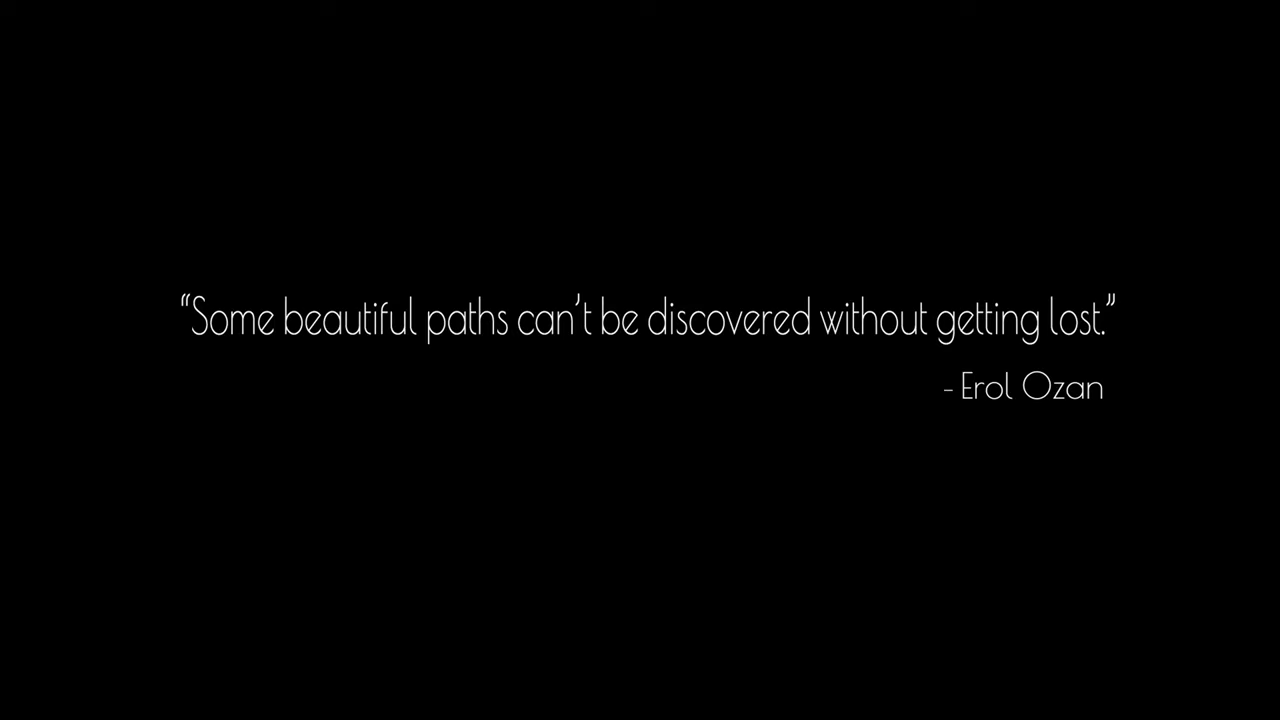 “Some beautiful paths can’t be discovered without getting lost.”
- Erol Ozan